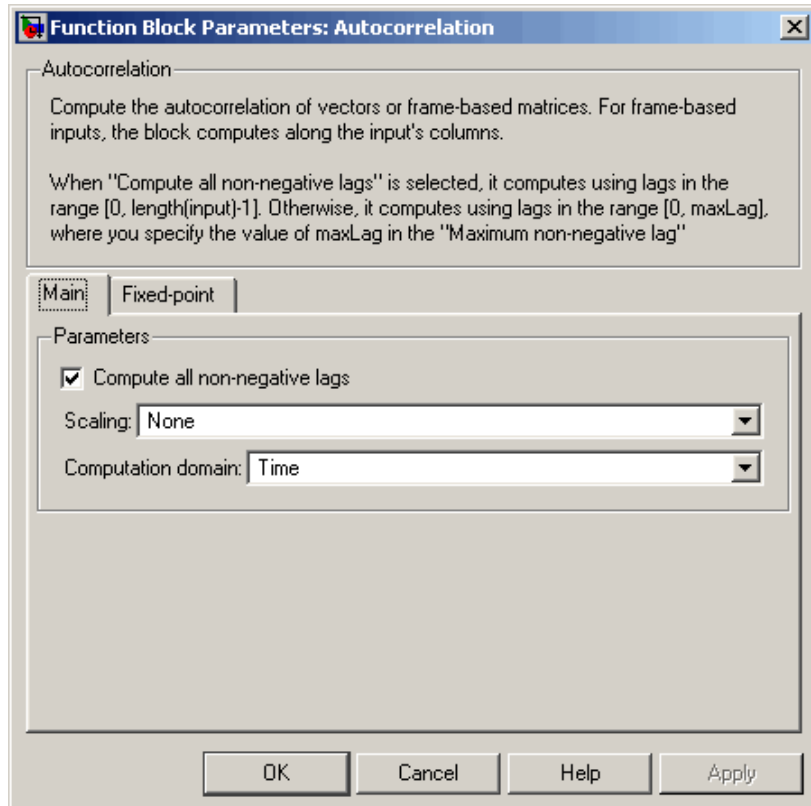 Function Block Parameters: Autocorrelation
Autocorrelation
Compute the autocorrelation of vectors or frame-based matrices. For frame-based
inputs, the block computes along the input's columns.
When "Compute all non-negative lags" is selected, it computes using lags in the
range [0, length(input)-1]. Otherwise, it computes using lags in the range [0, maxLag],
where you specify the value of maxLag in the "Maximum non-negative lag"
Main
Fixed-point
Parameters
Compute all non-negative lags
Scaling: None
Computation domain: Time
OK
Cancel
Help
Apply